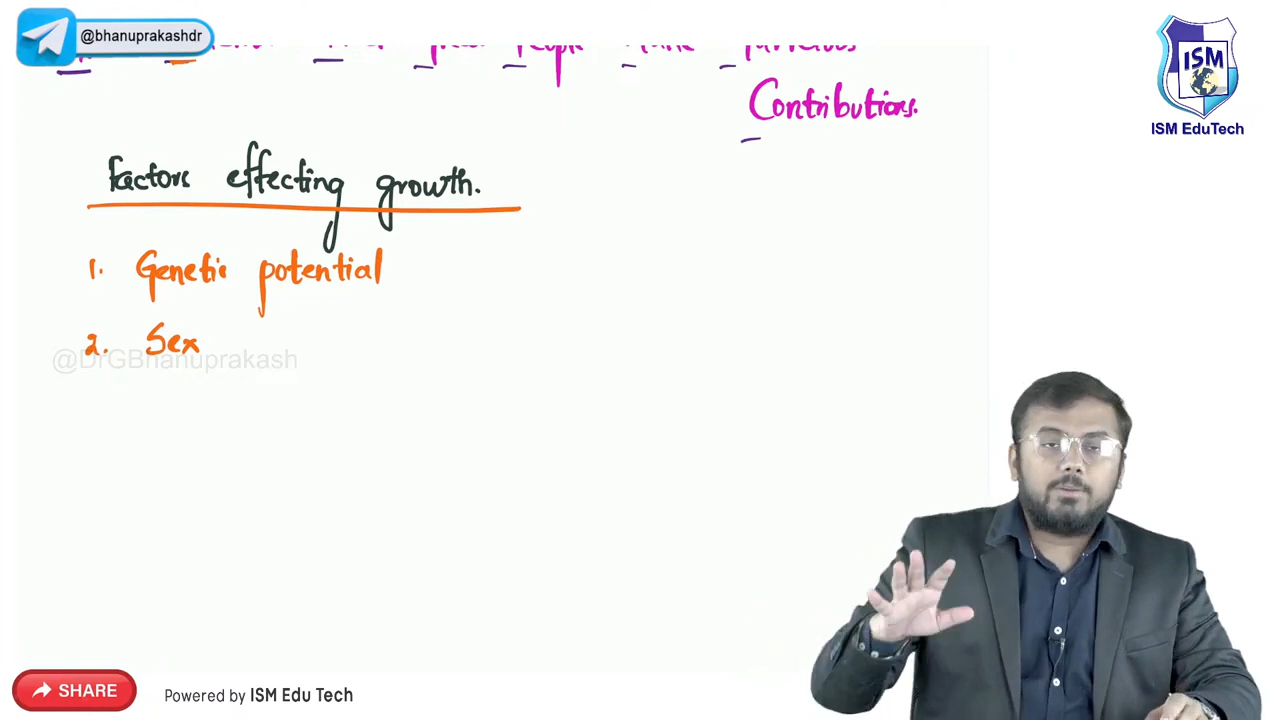 @bhanuprakashdr
ISM
ISM EduTech
people
Contributions.
Factors effecting growth.
1. Genetic potential
2. Sex
@DrGBhanuprakash
SHARE
Powered by ISM Edu Tech